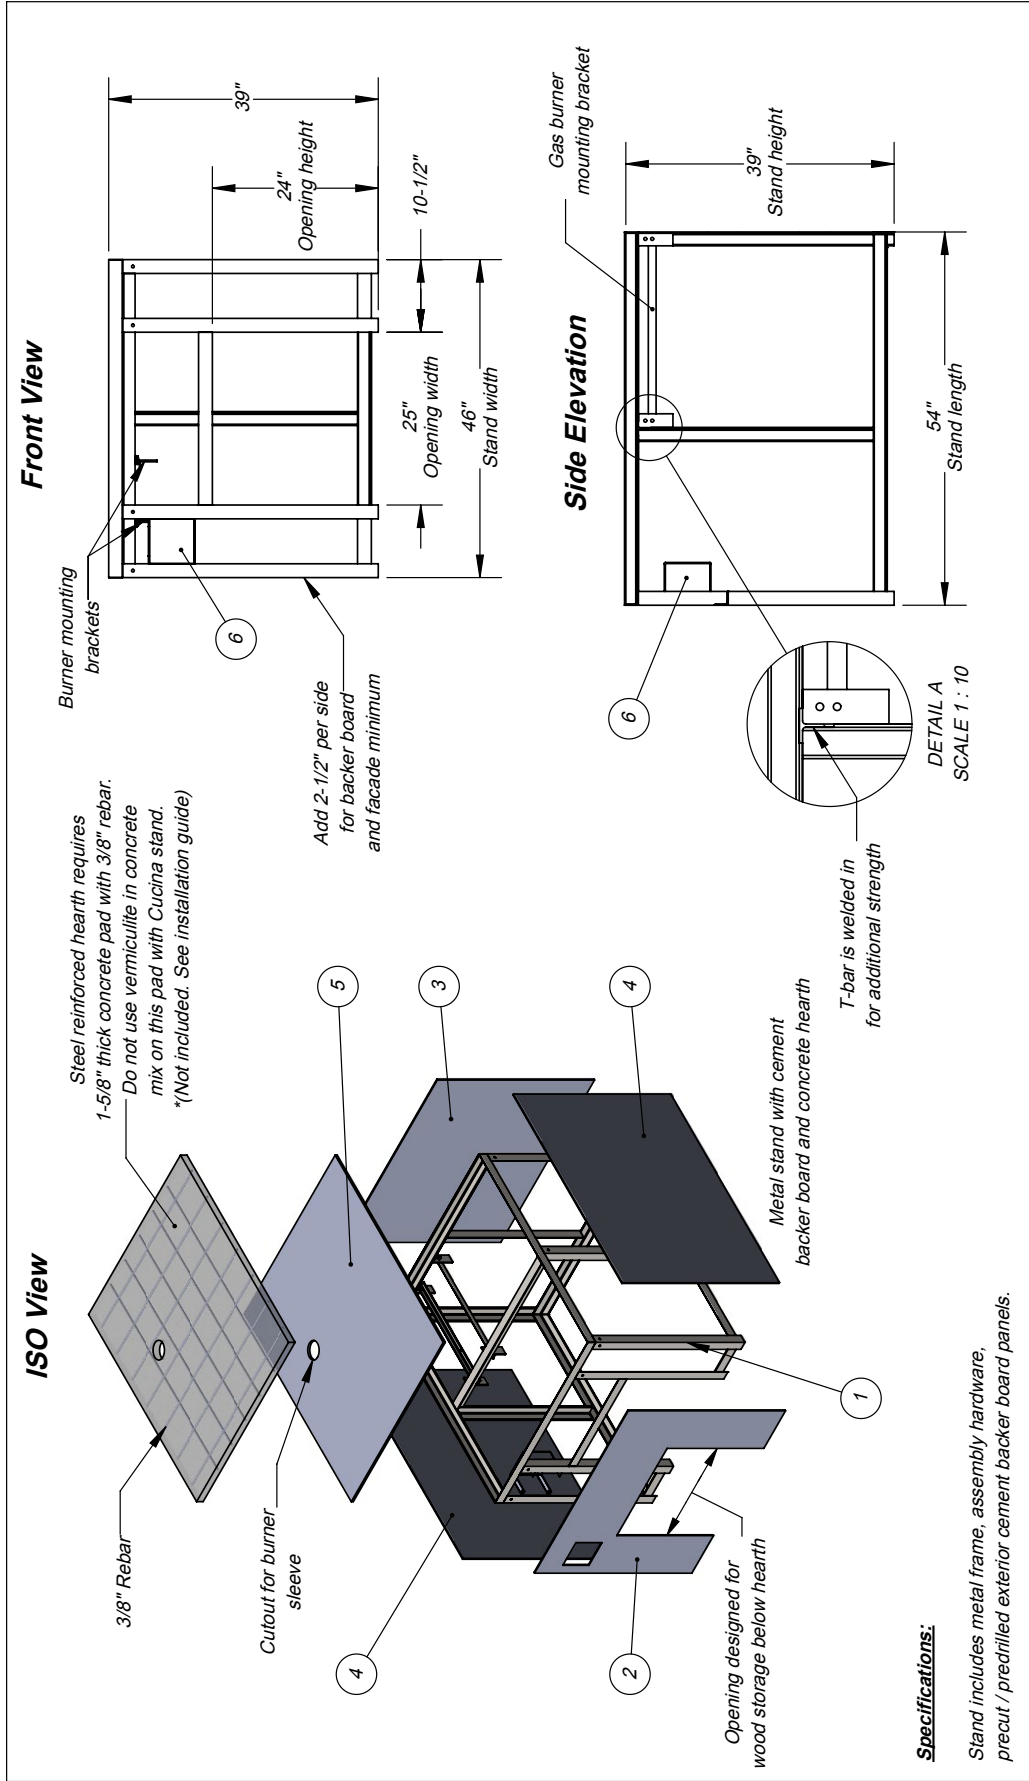 ISO View
3/8" Rebar
Cutout for burner
sleeve
Steel reinforced hearth requires
1-5/8" thick concrete pad with 3/8" rebar.
Do not use vermiculite in concrete
mix on this pad with Cucina stand.
*(Not included. See installation guide)
4
5
3
4
2
1
Opening designed for
wood storage below hearth
Metal stand with cement
backer board and concrete hearth
Specifications:
Stand includes metal frame, assembly hardware,
precut / predrilled exterior cement backer board panels.
Front View
Burner mounting
brackets
6
Add 2-1/2" per side
for backer board
and facade minimum
39"
24"
Opening height
10-1/2"
25"
Opening width
46"
Stand width
Side Elevation
Gas burner
mounting bracket
39"
Stand height
54"
Stand length
6
DETAIL A
SCALE 1 : 10
T-bar is welded in
for additional strength